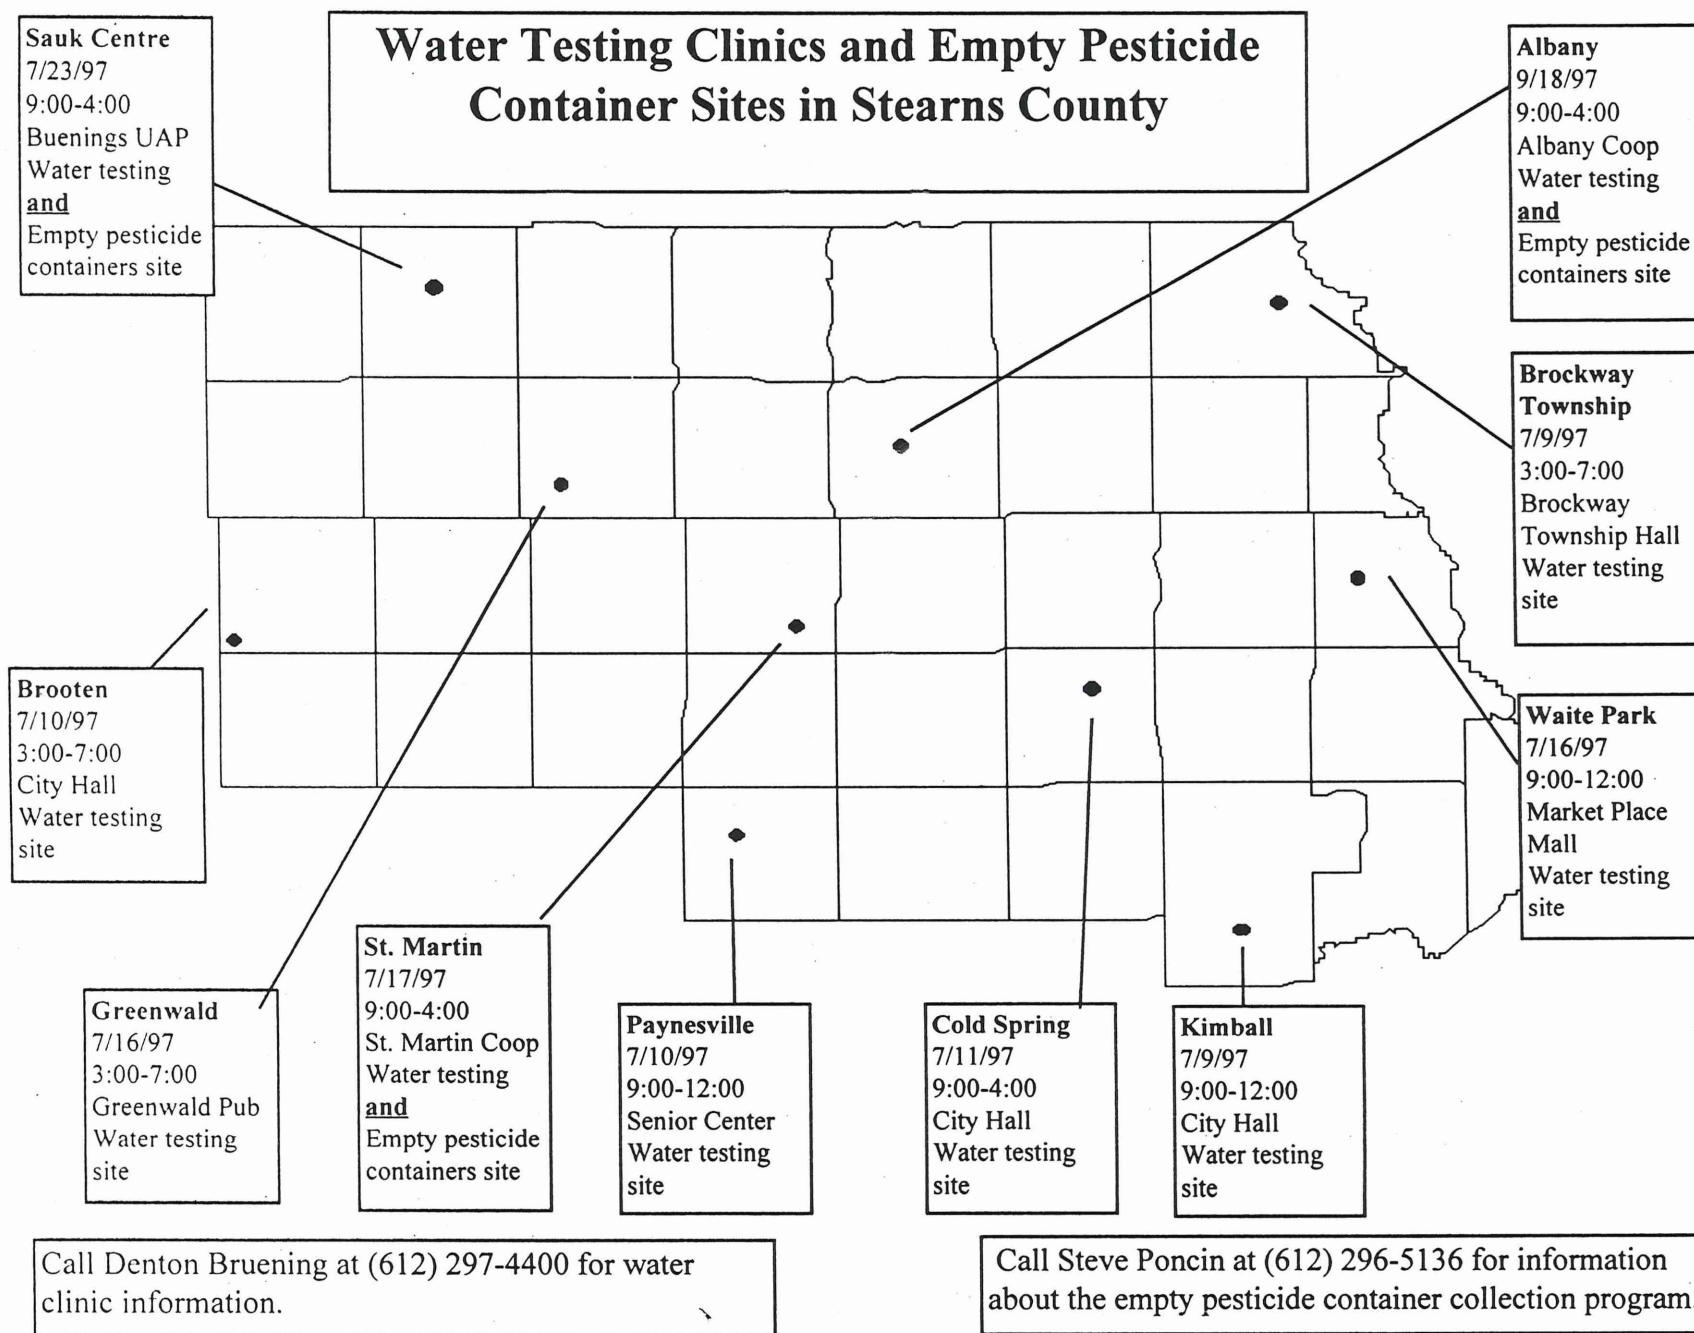 Water Testing Clinics and Empty Pesticide
Container Sites in Stearns County
Sauk Centre
7/23/97
9:00-4:00
Buenings UAP
Water testing
and
Empty pesticide
containers site
Albany
9/18/97
9:00-4:00
Albany Coop
Water testing
and
Empty pesticide
containers site
Brockway
Township
7/9/97
3:00-7:00
Brockway
Township Hall
Water testing
site
Brooten
7/10/97
3:00-7:00
City Hall
Water testing
site
Waite Park
7/16/97
9:00-12:00
Market Place
Mall
Water testing
site
Greenwald
7/16/97
3:00-7:00
Greenwald Pub
Water testing
site
St. Martin
7/17/97
9:00-4:00
St. Martin Coop
Water testing
and
Empty pesticide
containers site
Paynesville
7/10/97
9:00-12:00
Senior Center
Water testing
site
Cold Spring
7/11/97
9:00-4:00
City Hall
Water testing
site
Kimball
7/9/97
9:00-12:00
City Hall
Water testing
site
Call Denton Bruening at (612) 297-4400 for water
clinic information.
Call Steve Poncin at (612) 296-5136 for information
about the empty pesticide container collection program.